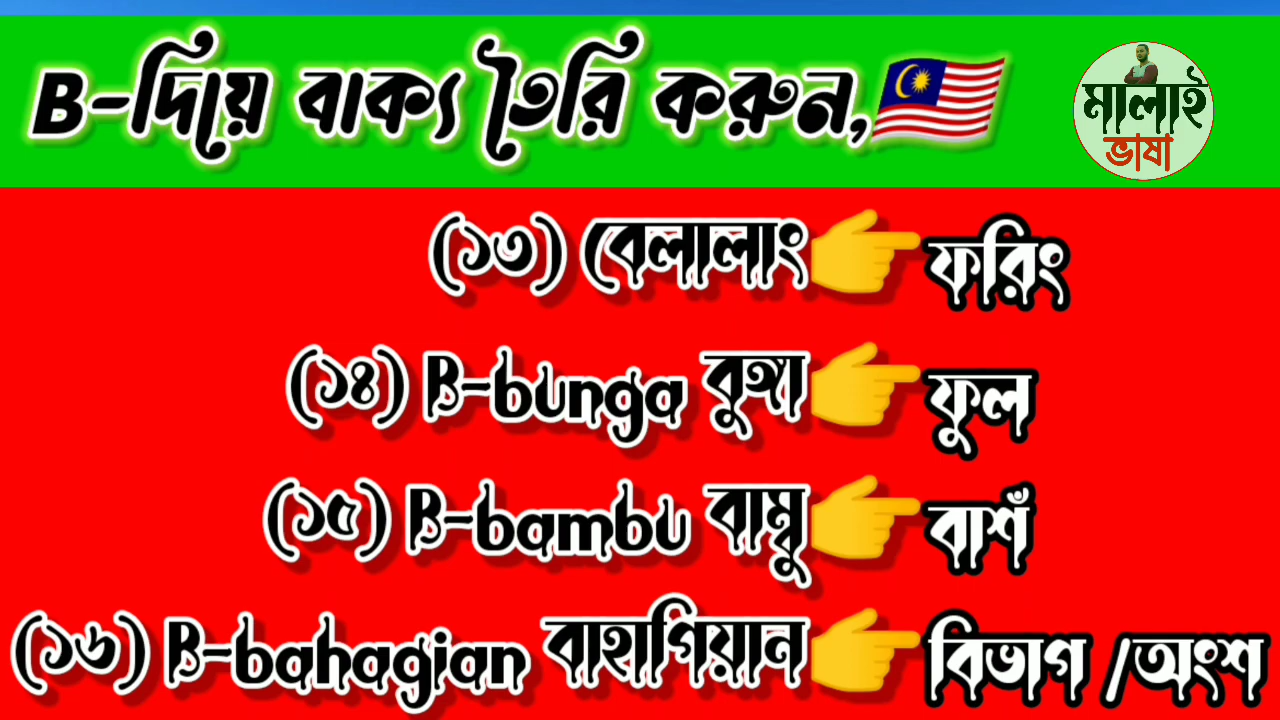 B-দিয়ে বাক্য তৈরি করুন,
মালাই
ভাষা
(১৩) বেলালাং ফরিং
(১৪) B-bunga বুঙ্গা ফুল
(১৫) B-bambu বাম্বু বাশঁ
(১৬) B-bahagian বাহাগিয়ান বিভাগ /অংশ